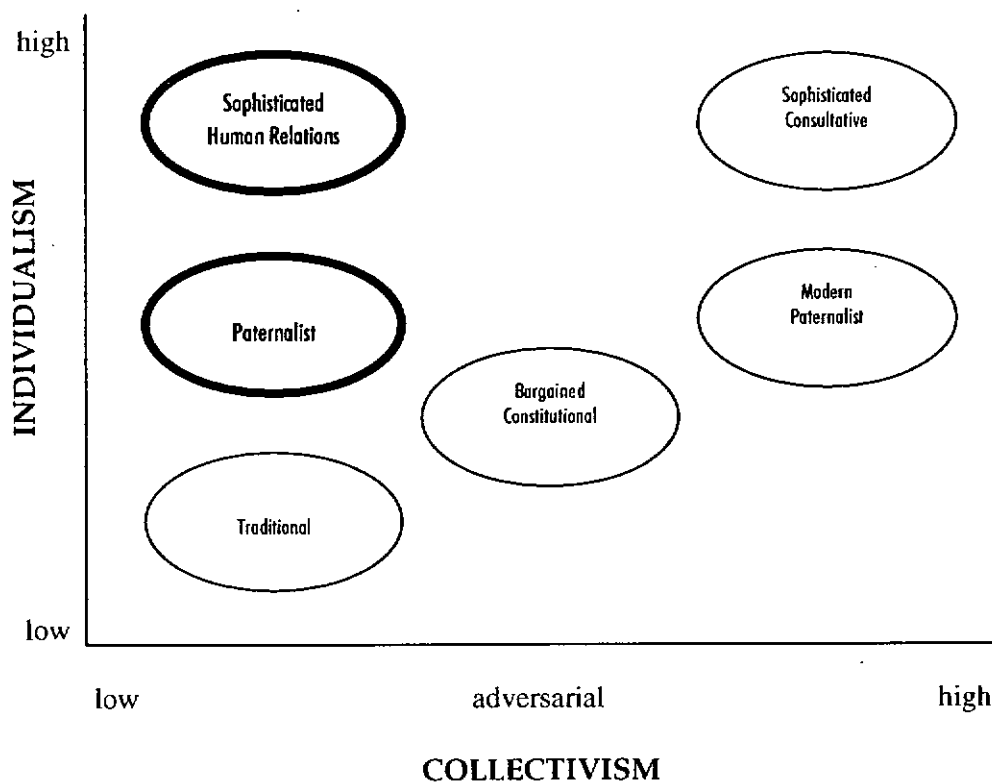 high
Sophisticated
Human Relations
Sophisticated
Consultative
INDIVIDUALISM
Paternalist
Modern
Paternalist
Bargained
Constitutional
Traditional
low
low
adversarial
high
COLLECTIVISM